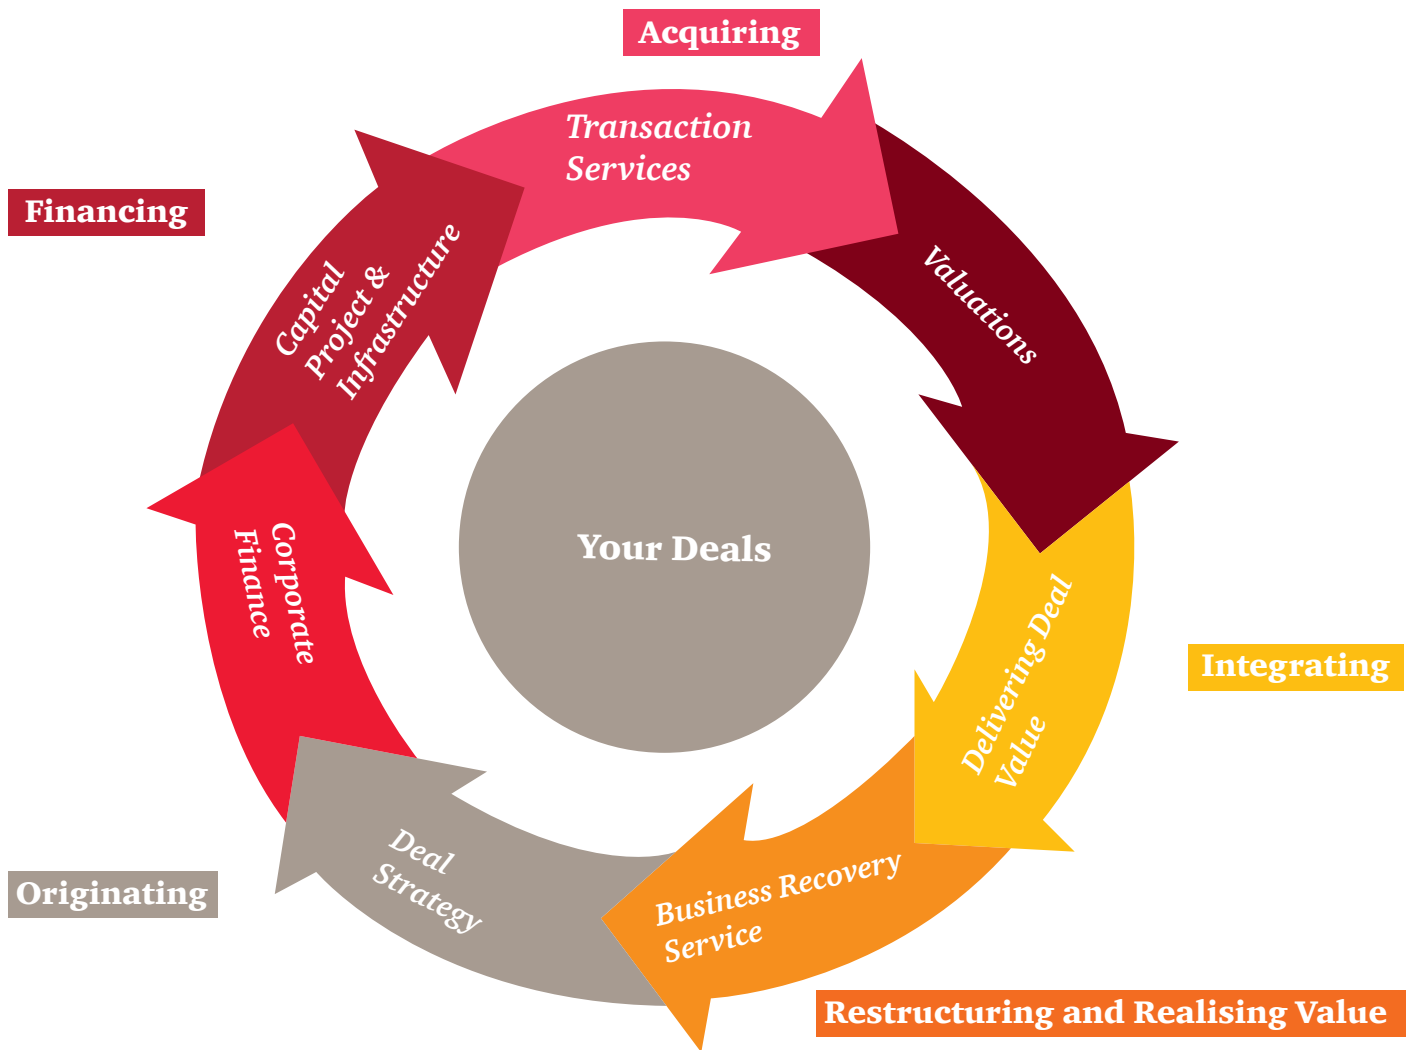 Acquiring
Transaction
Services
Financing
Capital
Project &
Infrastructure
Valuations
Corporate
Finance
Your Deals
Delivering Deal
Value
Integrating
Deal
Strategy
Business Recovery
Service
Originating
Restructuring and Realising Value